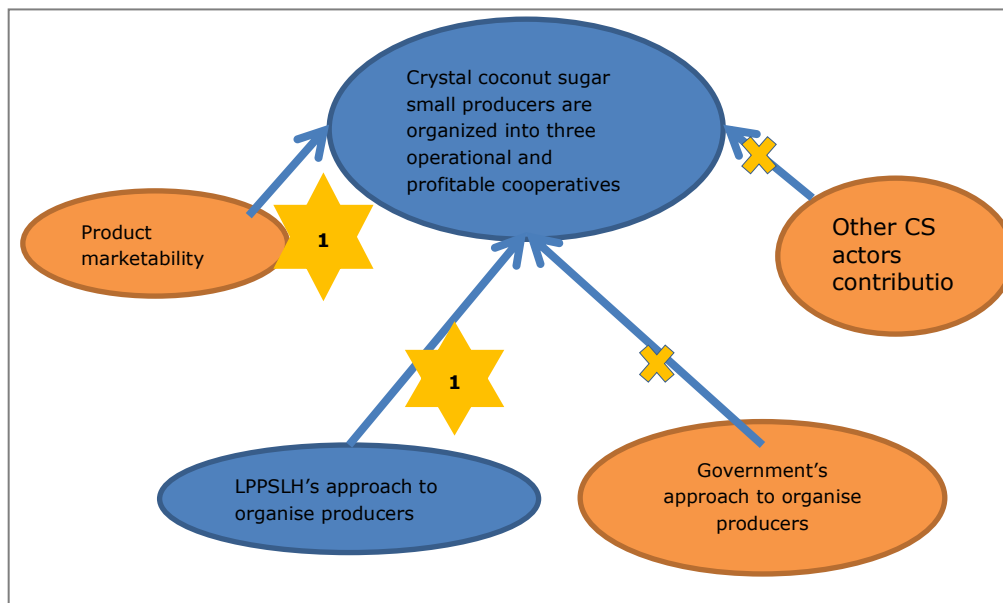 Crystal coconut sugar
small producers are
organized into three
operational and
profitable cooperatives
Product
marketability
1
Other CS
actors
contributio
1
LPPSLH’s approach to
organise producers
Government’s
approach to organise
producers